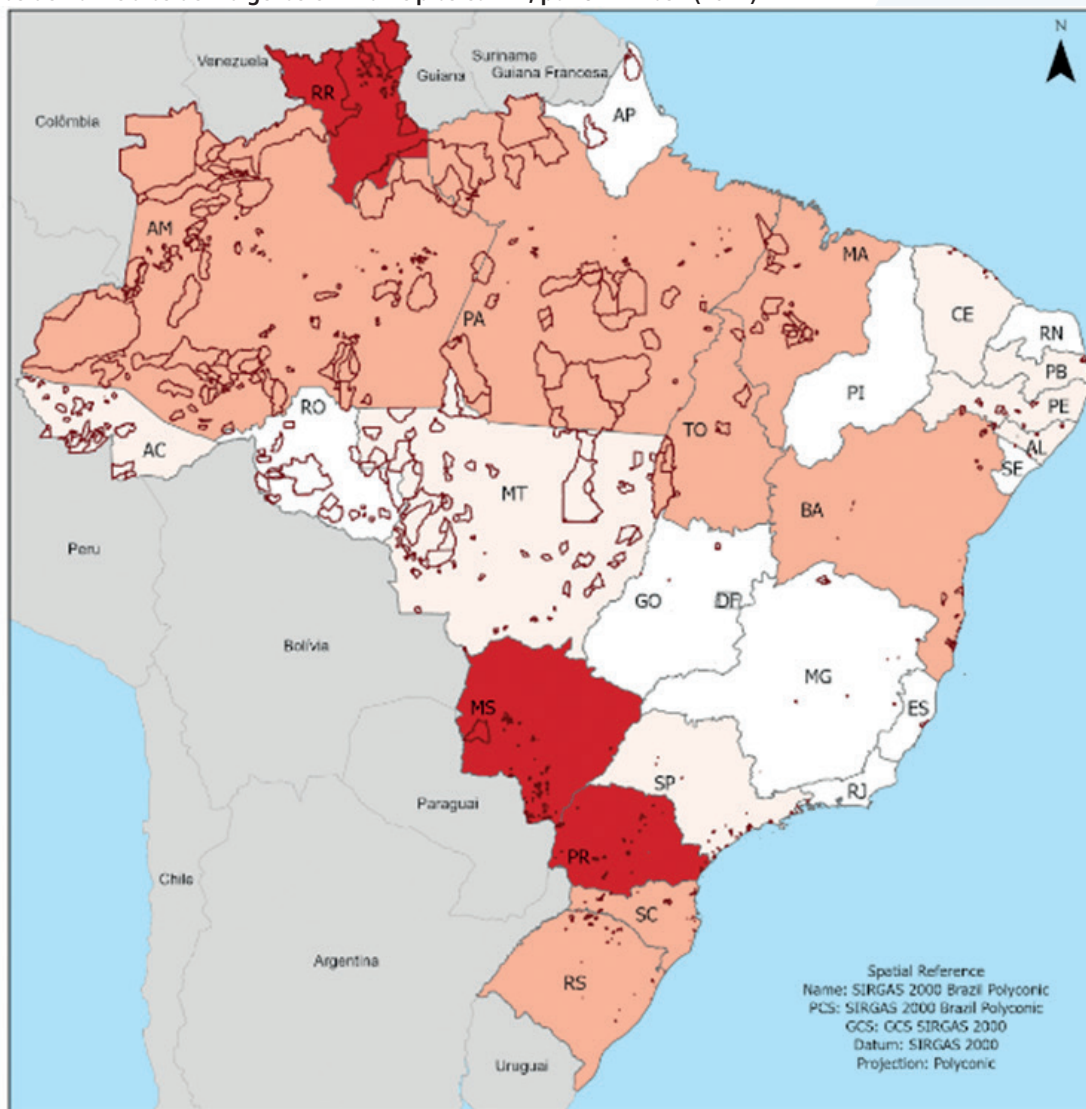 N
Venezuela
Suriname
Guiana
Guiana Francesa
Colômbia
RR
AP
AM
PA
MA
CE
RN
PB
PE
AL
SE
PI
TO
RO
AC
MT
BA
Peru
GO
DF
Bolívia
MG
MS
ES
SP
RJ
Paraguai
PR
Chile
SC
Argentina
RS
Uruguai
Spatial Reference
Name: SIRGAS 2000 Brazil Polyconic
PCS: SIRGAS 2000 Brazil Polyconic
GCS: GCS SIRGAS 2000
Datum: SIRGAS 2000
Projection: Polyconic